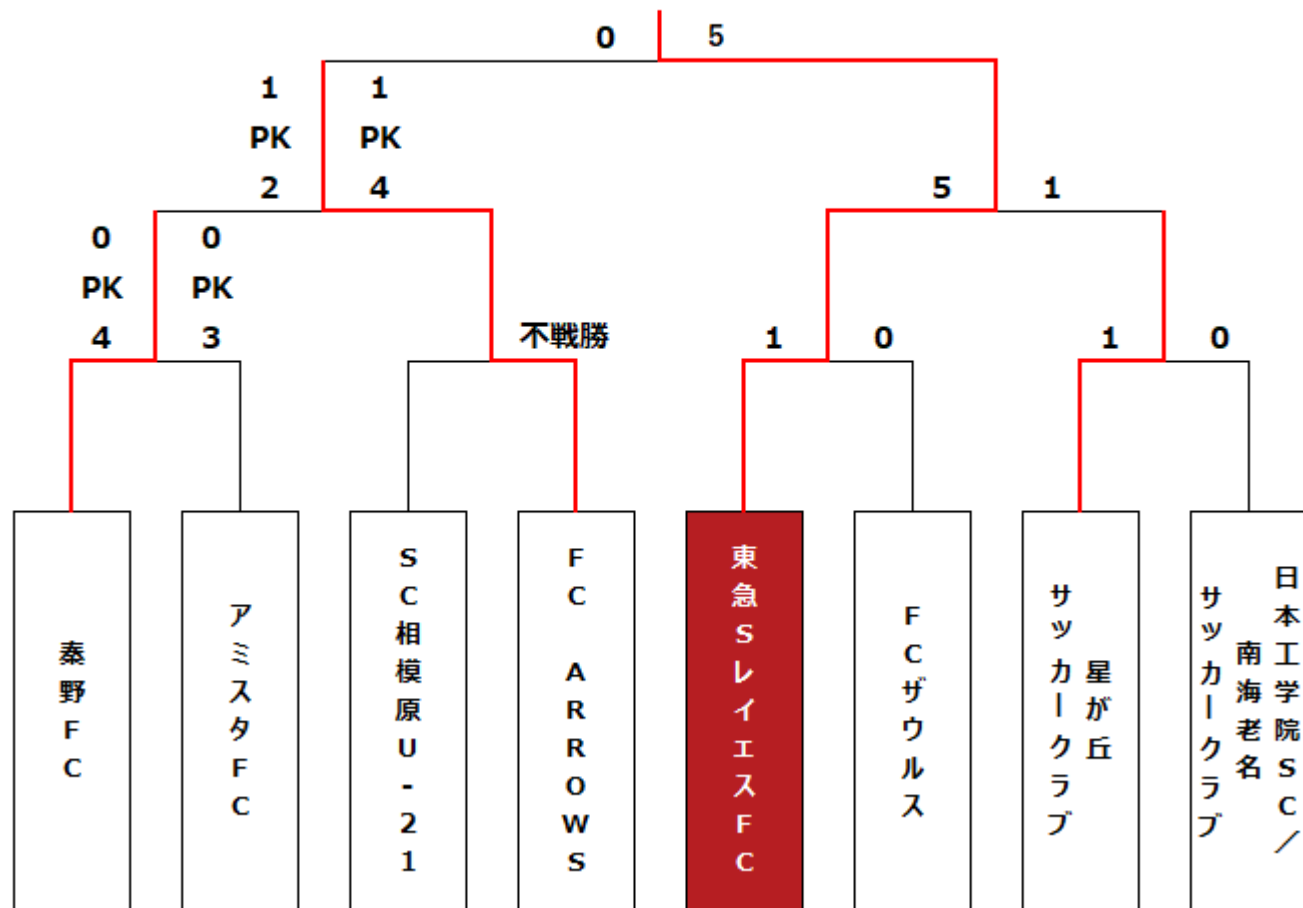 0 5
1 1
PK PK
2 4
5 1
0 0
PK PK
4 3
不戦勝
1 0
1 0
秦野FC
アミスタFC
SC相模原U-21
FC ARROWS
東急SレイエスFC
FCザウルス
星が丘
サッカークラブ
日本工学院SC/
南海老名
サッカークラブ